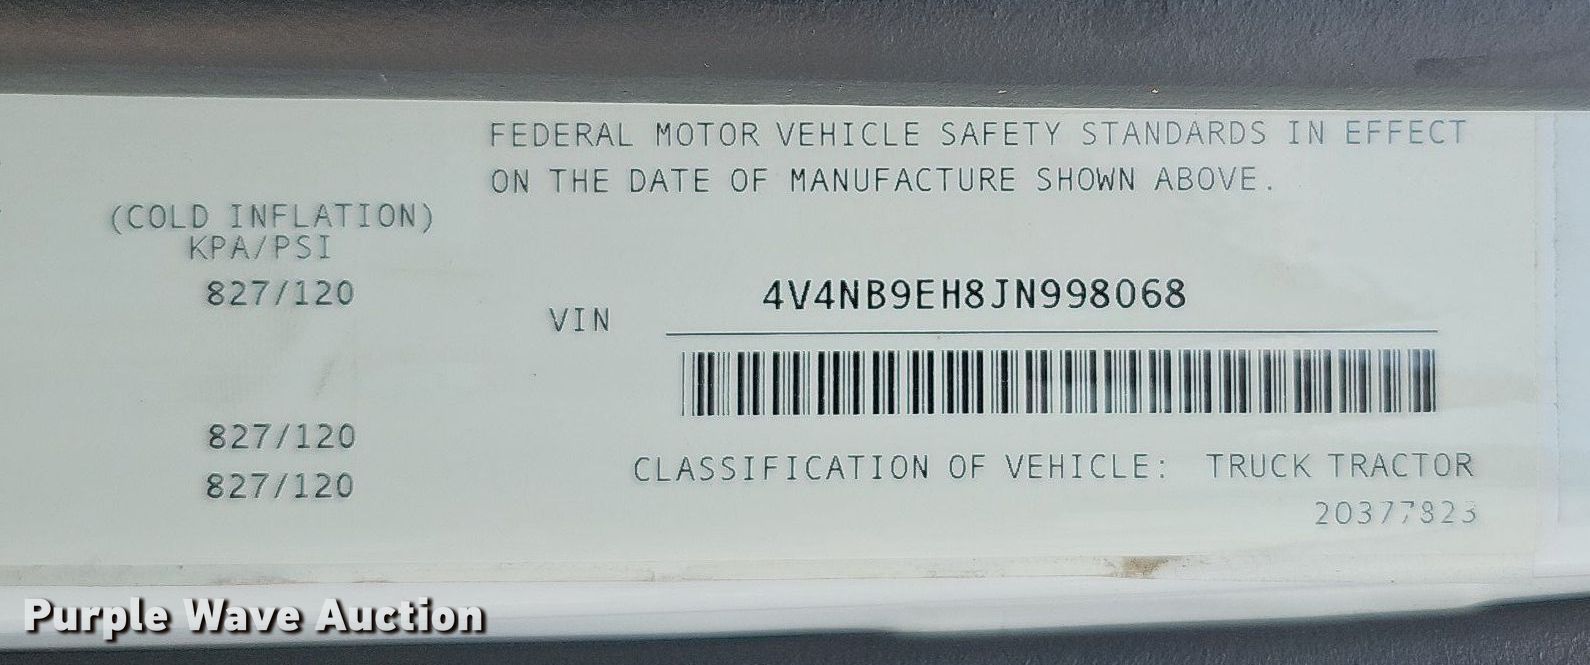 FEDERAL MOTOR VEHICLE SAFETY STANDARDS IN EFFECT
ON THE DATE OF MANUFACTURE SHOWN ABOVE.
(COLD INFLATION)
KPA/PSI
827/120
4V4NB9EH8JN998068
VIN
827/120
CLASSIFICATION OF VEHICLE: TRUCK TRACTOR
827/120
20377823
Purple Wave Auction